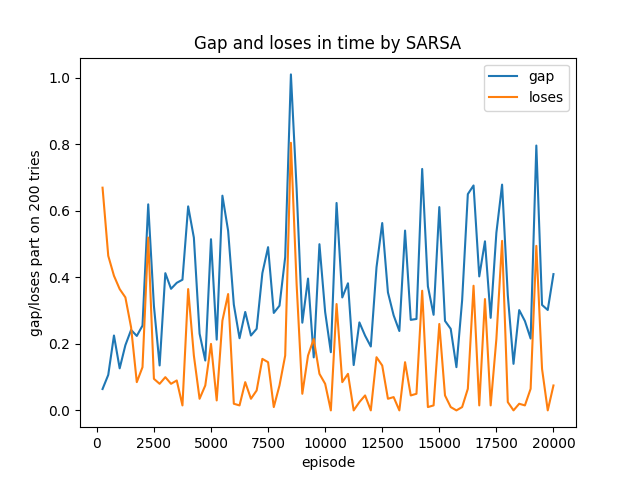 Gap and loses in time by SARSA
gap
loses
1.0
0.8
0.6
0.4
0.2
0.0
gap/loses part on 200 tries
0 2500 5000 7500 10000 12500 15000 17500 20000
episode